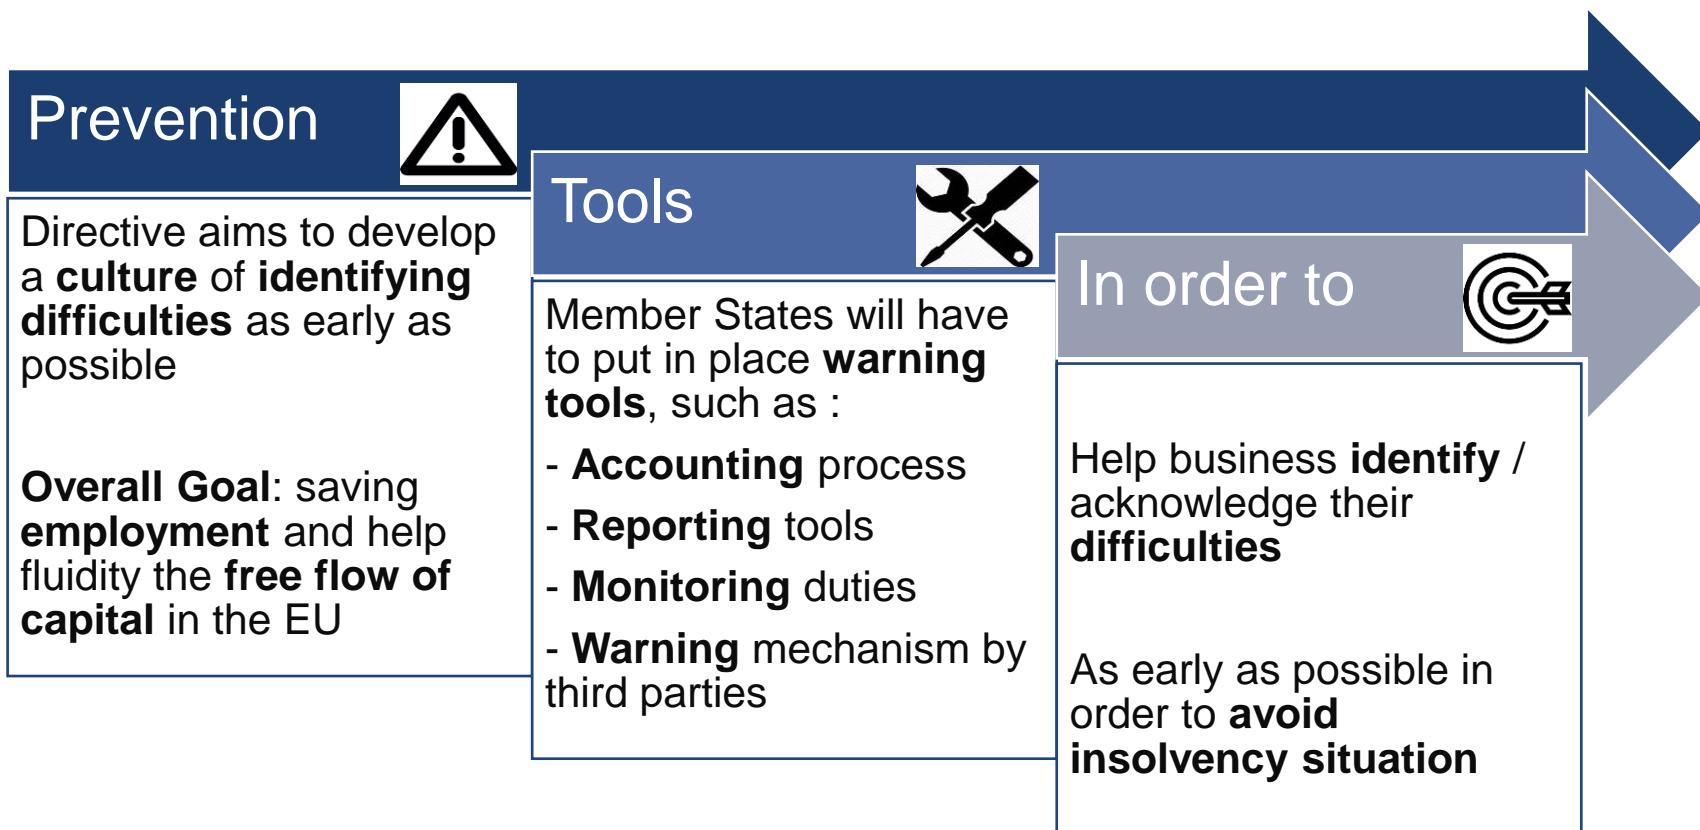 Prevention
Directive aims to develop
a culture of identifying
difficulties as early as
possible
Overall Goal: saving
employment and help
fluidity the free flow of
capital in the EU
Tools
Member States will have
to put in place warning
tools, such as :
- Accounting process
- Reporting tools
- Monitoring duties
- Warning mechanism by
third parties
In order to
Help business identify /
acknowledge their
difficulties
As early as possible in
order to avoid
insolvency situation